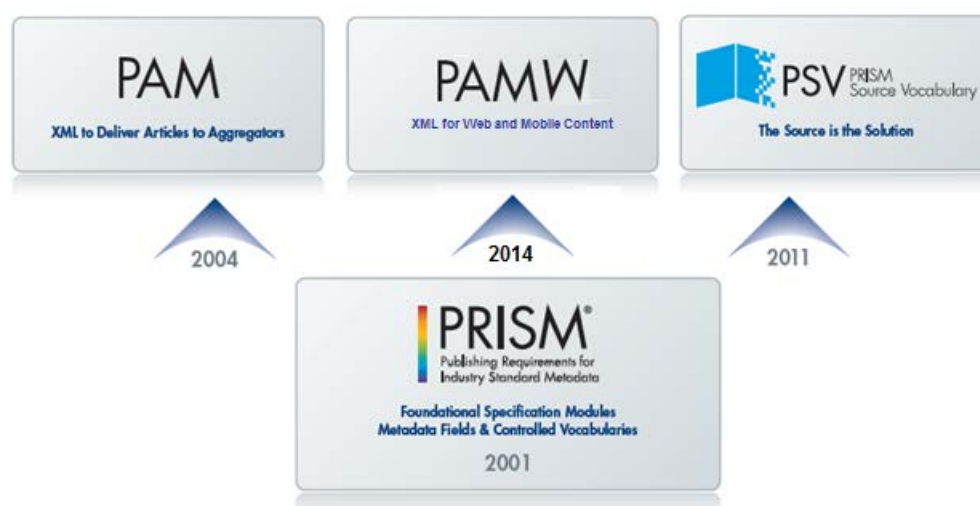 PAM
XML to Deliver Articles to Aggregators
PAMW
XML for Web and Mobile Content
PSV PRISM
Source Vocabulary
The Source is the Solution
2004
2014
2011
PRISM®
Publishing Requirements for
Industry Standard Metadata
Foundational Specification Modules
Metadata Fields & Controlled Vocabularies
2001